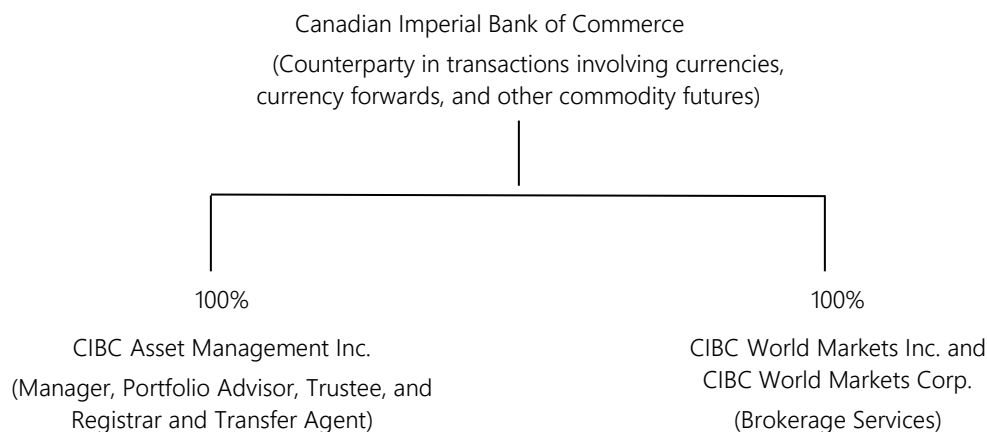 Canadian Imperial Bank of Commerce
(Counterparty in transactions involving currencies,
currency forwards, and other commodity futures)
100%
CIBC Asset Management Inc.
(Manager, Portfolio Advisor, Trustee, and
Registrar and Transfer Agent)
100%
CIBC World Markets Inc. and
CIBC World Markets Corp.
(Brokerage Services)